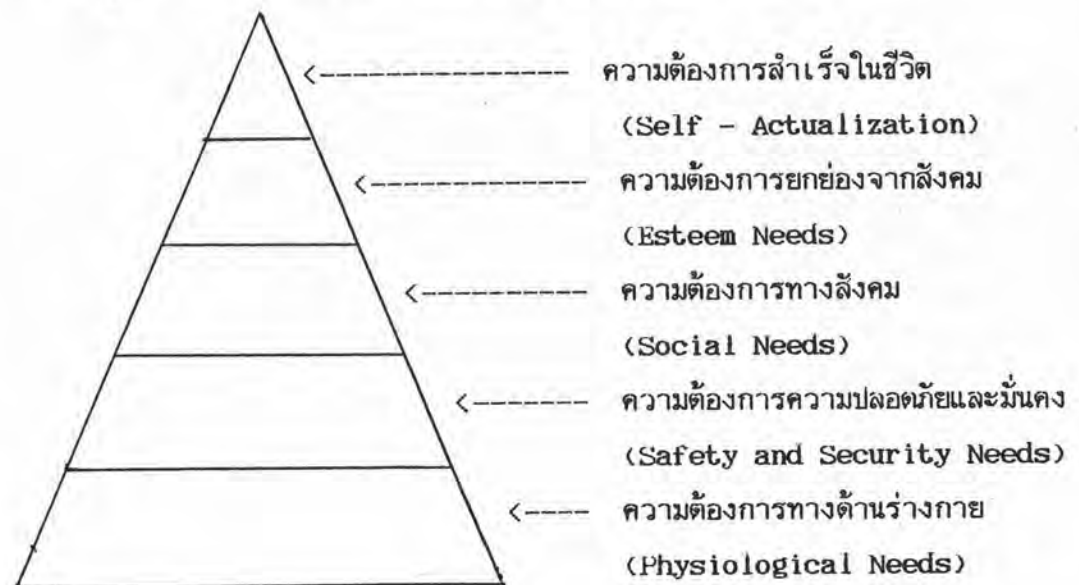 ความต้องการสำเร็จในชีวิต
(Self - Actualization)
ความต้องการยกย่องจากสังคม
(Esteem Needs)
ความต้องการทางสังคม
(Social Needs)
ความต้องการความปลอดภัยและมั่นคง
(Safety and Security Needs)
ความต้องการทางด้านร่างกาย
(Physiological Needs)